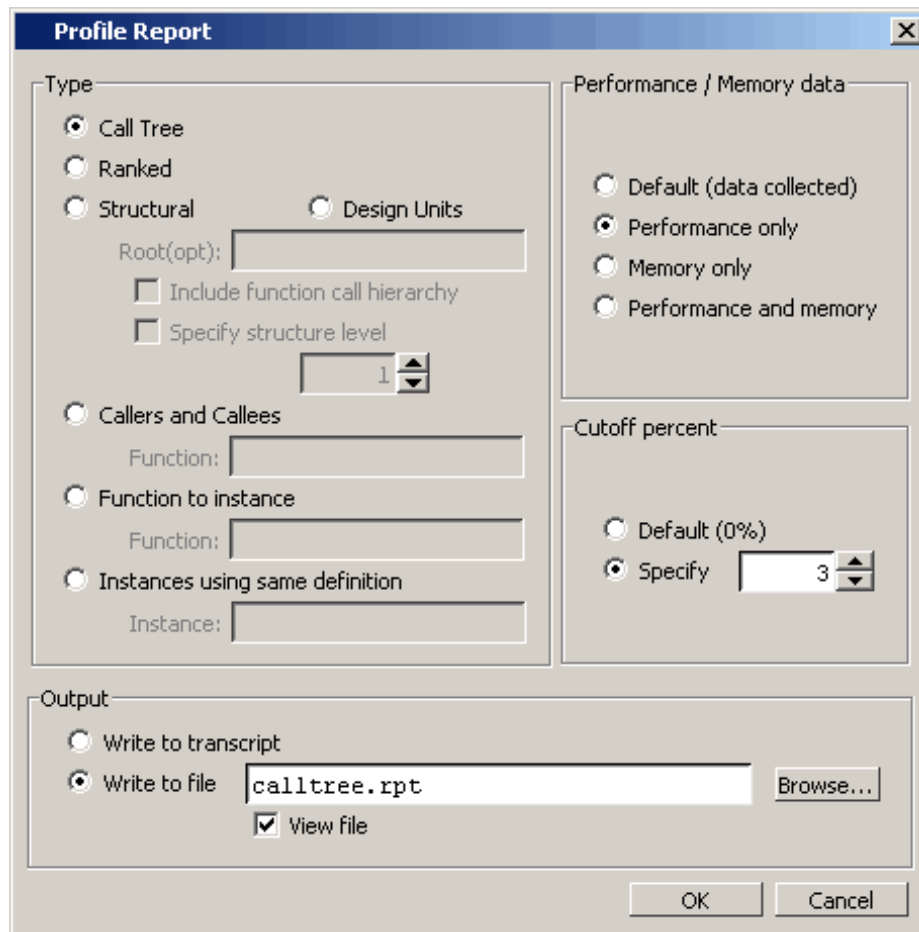 Profile Report
Type
Call Tree
Ranked
Structural Design Units
Root(opt):
Include function call hierarchy
Specify structure level
1
Callers and Callees
Function:
Function to instance
Function:
Instances using same definition
Instance:
Performance / Memory data
Default (data collected)
Performance only
Memory only
Performance and memory
Cutoff percent
Default (0%)
Specify 3
Output
Write to transcript
Write to file calltree.rpt Browse...
View file
OK Cancel